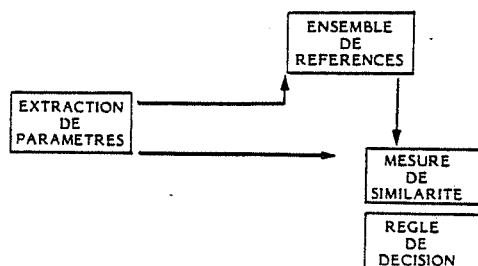 ENSEMBLE
DE
REFERENCES
EXTRACTION
DE
PARAMETRES
MESURE
DE
SIMILARITE
REGLE
DE
DECISION